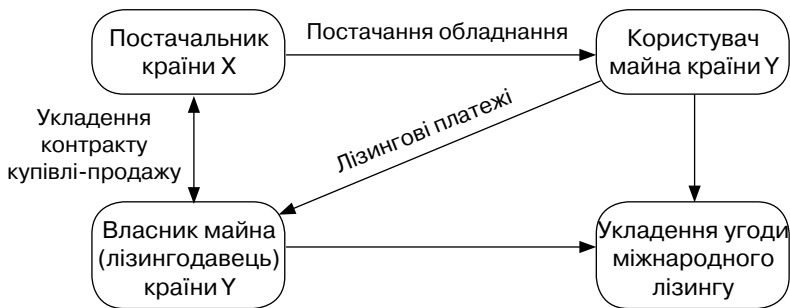 Постачальник
країни X
Постачання обладнання
Користувач
майна країни Y
Укладення
контракту
купівлі-продажу
Лізингові платежі
Власник майна
(лізингодавець)
країни Y
Укладення угоди
міжнародного
лізингу